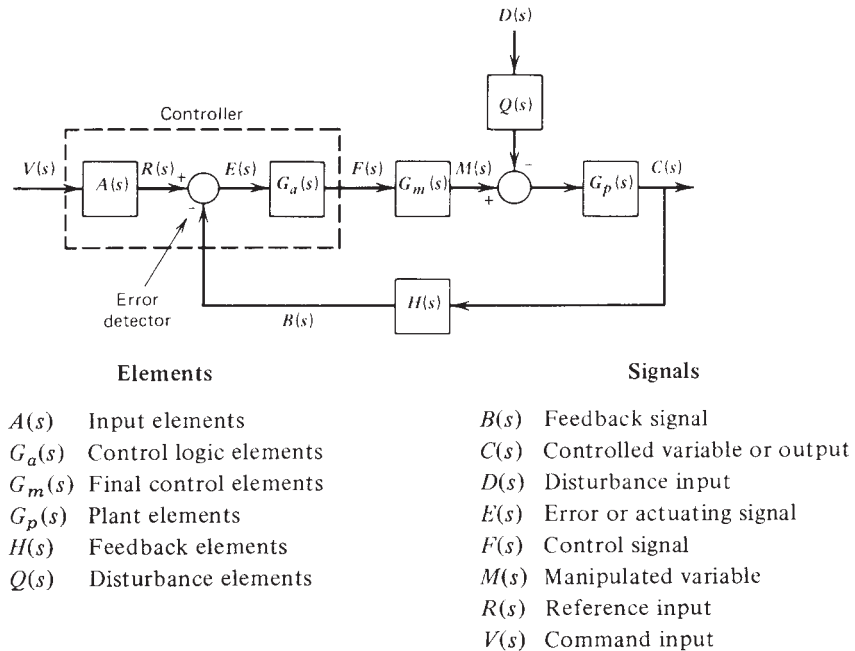 D(s)
Q(s)
Controller
V(s) A(s) R(s) + E(s) G_a(s) F(s) G_m(s) M(s) - G_p(s) C(s)
- +
Error
detector
H(s)
B(s)
Elements
A(s) Input elements
G_a(s) Control logic elements
G_m(s) Final control elements
G_p(s) Plant elements
H(s) Feedback elements
Q(s) Disturbance elements
Signals
B(s) Feedback signal
C(s) Controlled variable or output
D(s) Disturbance input
E(s) Error or actuating signal
F(s) Control signal
M(s) Manipulated variable
R(s) Reference input
V(s) Command input